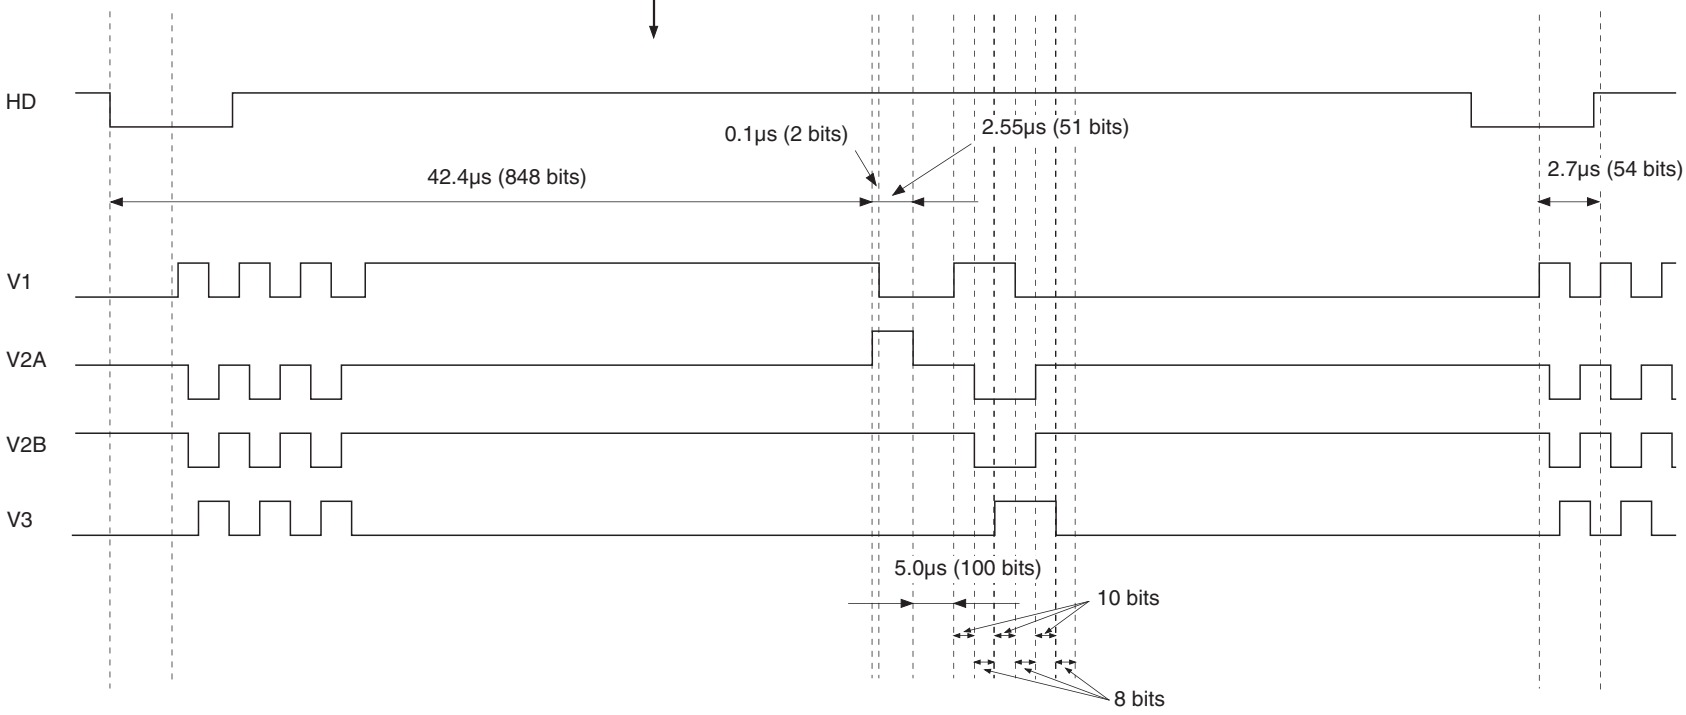 HD
0.1μs (2 bits)
2.55μs (51 bits)
42.4μs (848 bits)
2.7μs (54 bits)
V1
V2A
V2B
V3
5.0μs (100 bits)
10 bits
8 bits